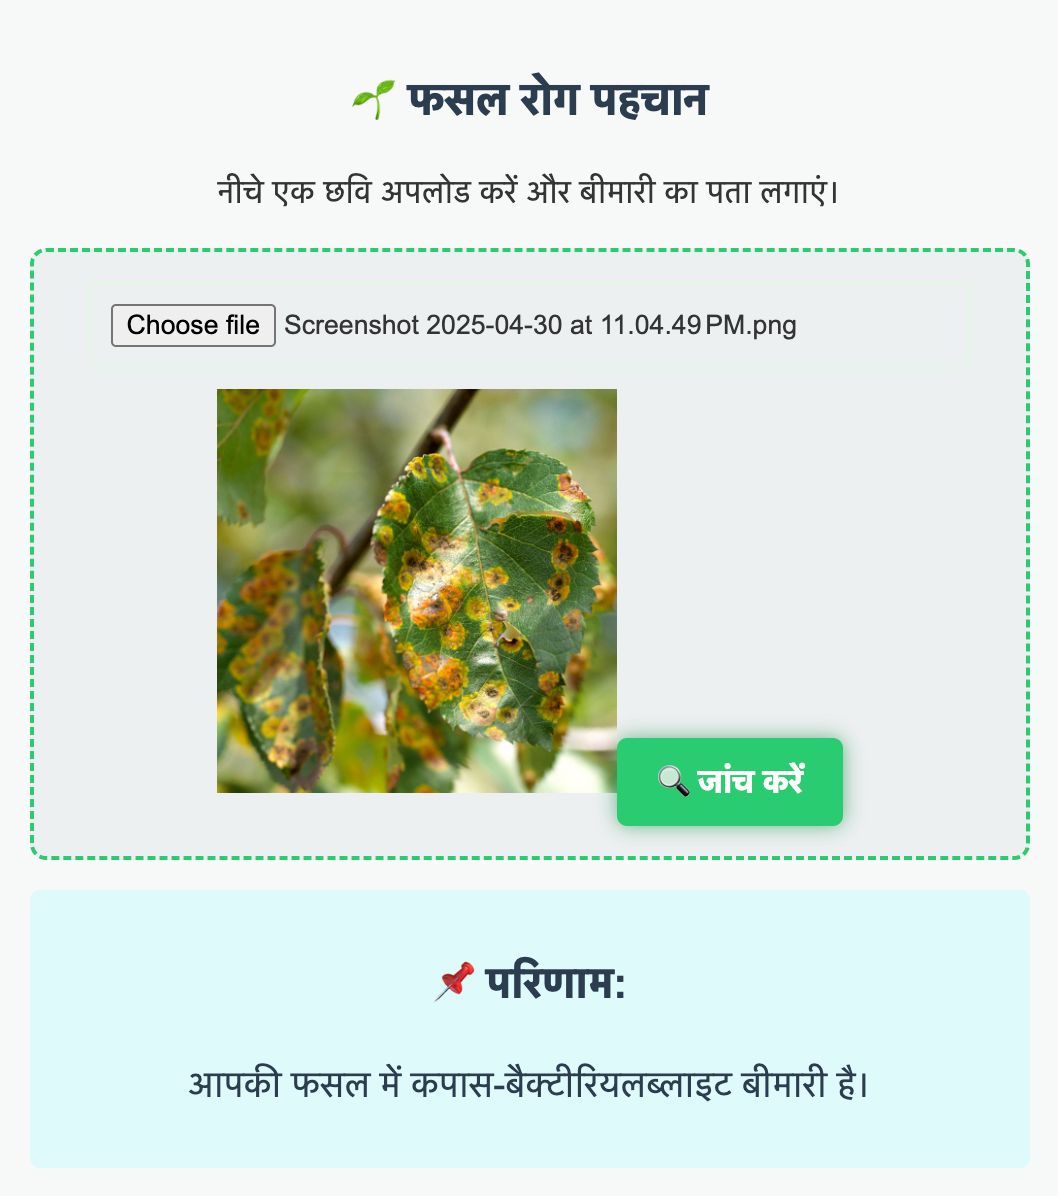 🌱 फसल रोग पहचान
नीचे एक छवि अपलोड करें और बीमारी का पता लगाएं।
Choose file Screenshot 2025-04-30 at 11.04.49 PM.png
🔍 जांच करें
📌 परिणाम:
आपकी फसल में कपास-बैक्टीरियलब्लाइट बीमारी है।